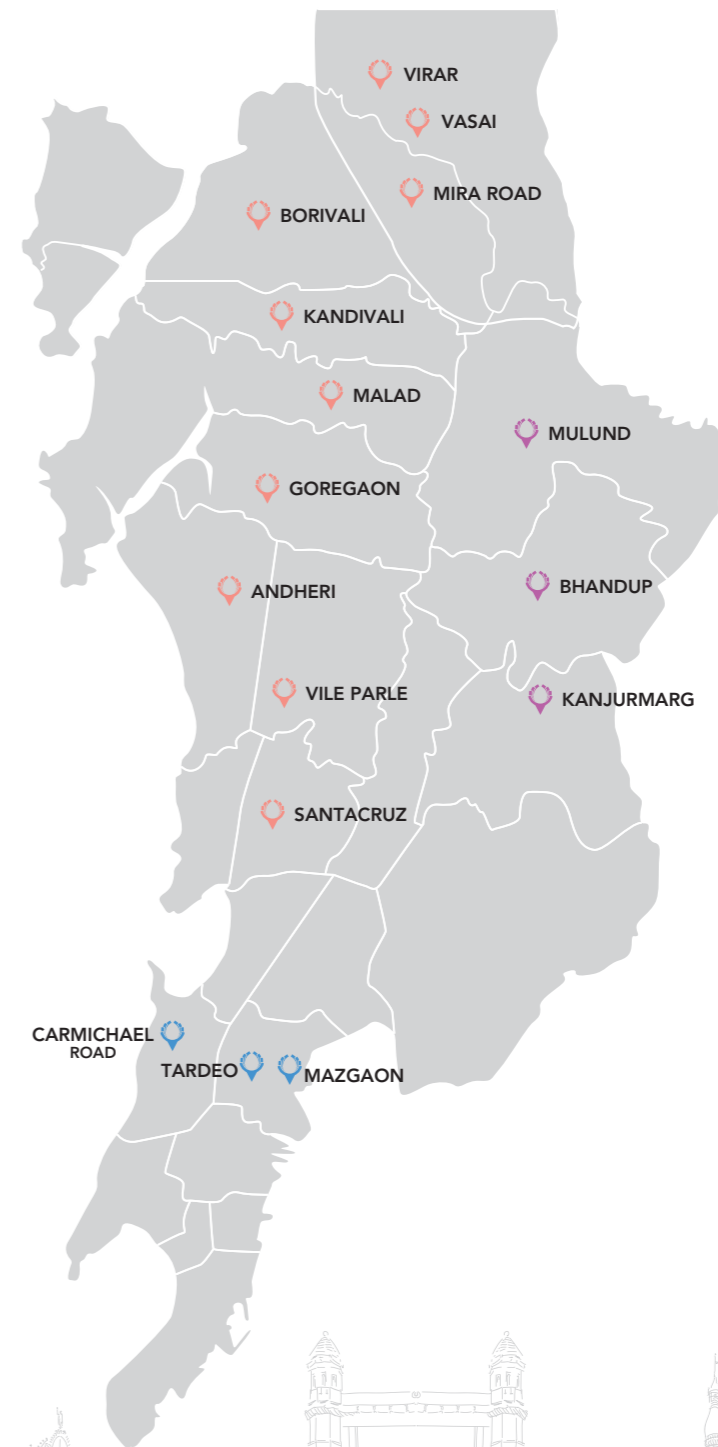 VIRAR
VASAI
MIRA ROAD
BORIVALI
KANDIVALI
MALAD
MULUND
GOREGAON
BHANDUP
ANDHERI
VILE PARLE
KANJURMARG
SANTACRUZ
CARMICHAEL
ROAD
TARDEO
MAZGAON